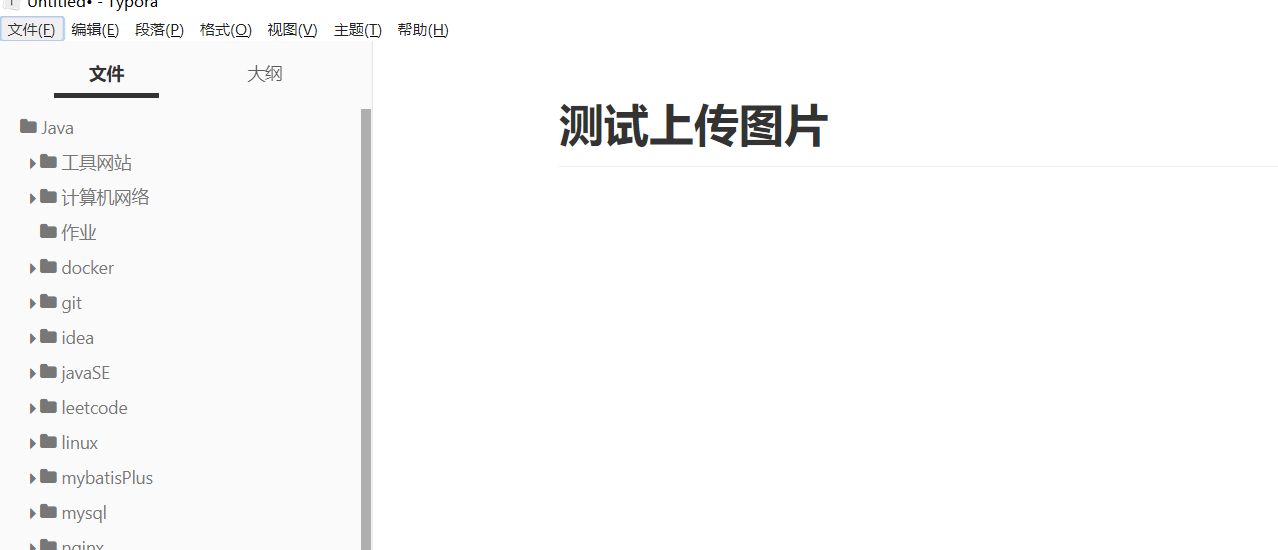 Untitled• - Typora
文件(F) 编辑(E) 段落(P) 格式(O) 视图(V) 主题(T) 帮助(H)
文件 大纲
Java
工具网站
计算机网络
作业
docker
git
idea
javaSE
leetcode
linux
mybatisPlus
mysql
nginx
测试上传图片